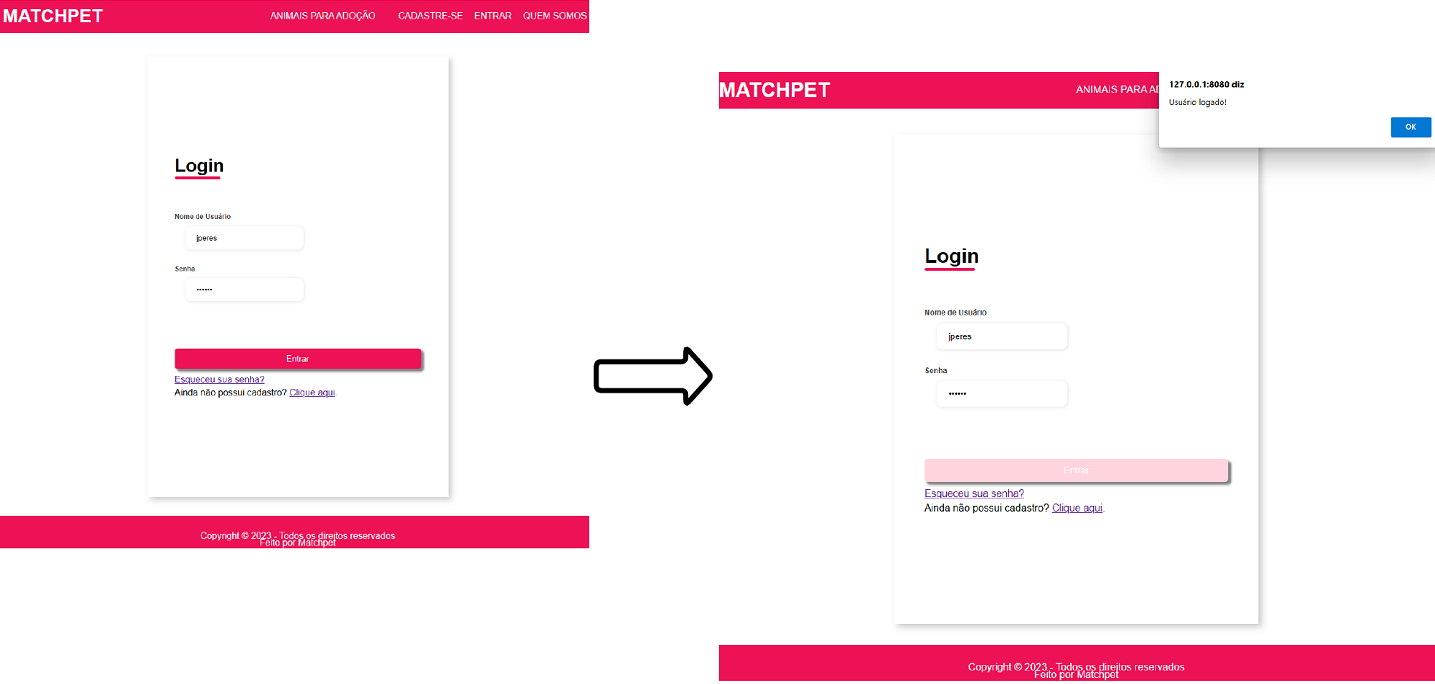 MATCHPET ANIMAIS PARA ADOÇÃO CADASTRE-SE ENTRAR QUEM SOMOS
Login
Nome de Usuário
jperes
Senha
••••••
Entrar
Esqueceu sua senha?
Ainda não possui cadastro? Clique aqui.
Copyright © 2023 - Todos os direitos reservados
Feito por Matchpet
MATCHPET ANIMAIS PARA AD
127.0.0.1:8080 diz
Usuário logado!
OK
Login
Nome de Usuário
jperes
Senha
••••••
Entrar
Esqueceu sua senha?
Ainda não possui cadastro? Clique aqui.
Copyright © 2023 - Todos os direitos reservados
Feito por Matchpet